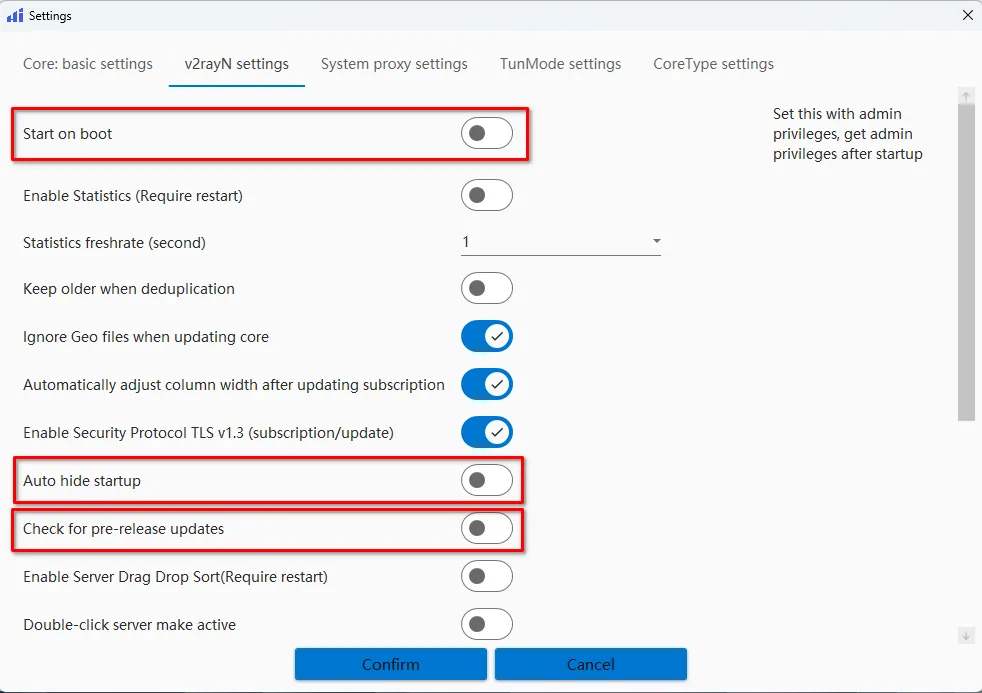 Settings
Core: basic settings v2rayN settings System proxy settings TunMode settings CoreType settings
Start on boot
Set this with admin
privileges, get admin
privileges after startup
Enable Statistics (Require restart)
Statistics freshrate (second) 1
Keep older when deduplication
Ignore Geo files when updating core
Automatically adjust column width after updating subscription
Enable Security Protocol TLS v1.3 (subscription/update)
Auto hide startup
Check for pre-release updates
Enable Server Drag Drop Sort(Require restart)
Double-click server make active
Confirm Cancel